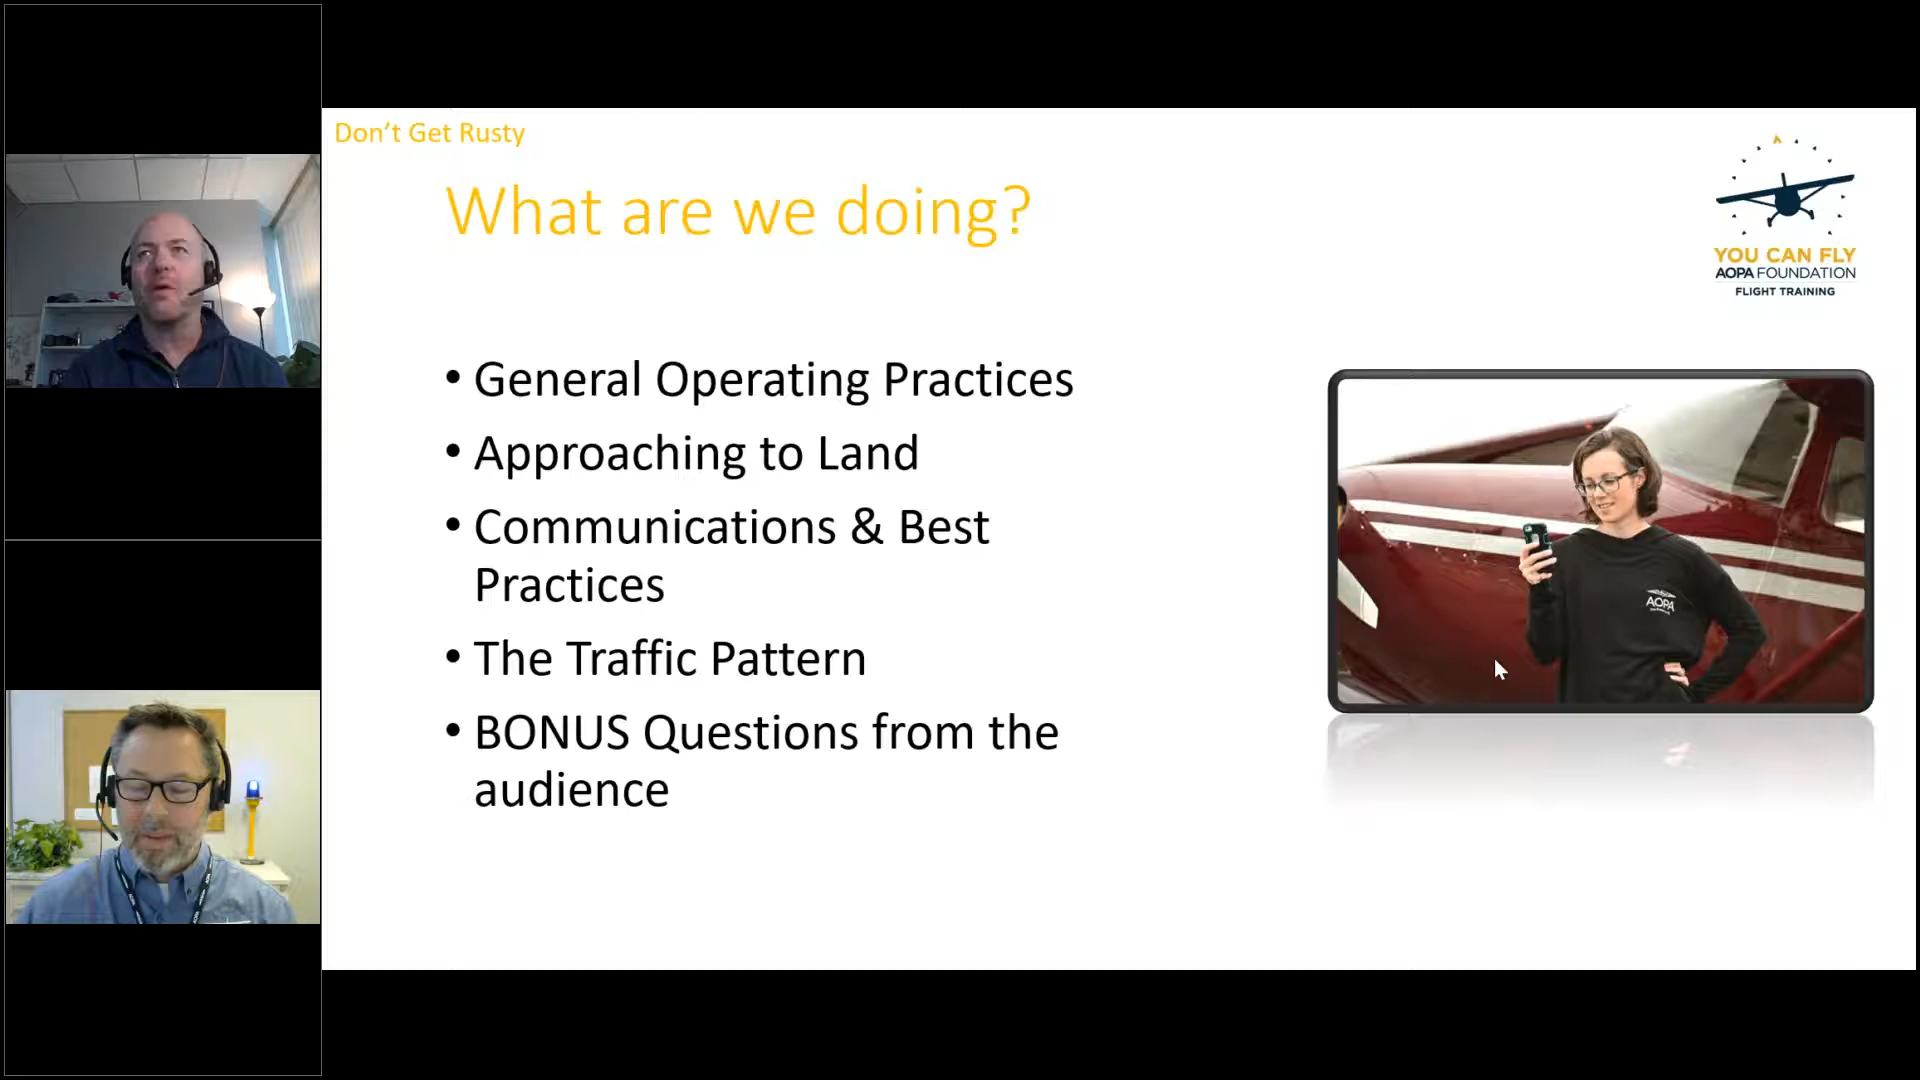 Don't Get Rusty
What are we doing?
YOU CAN FLY
AOPA FOUNDATION
FLIGHT TRAINING
• General Operating Practices
• Approaching to Land
• Communications & Best
Practices
• The Traffic Pattern
• BONUS Questions from the
audience
AOPA